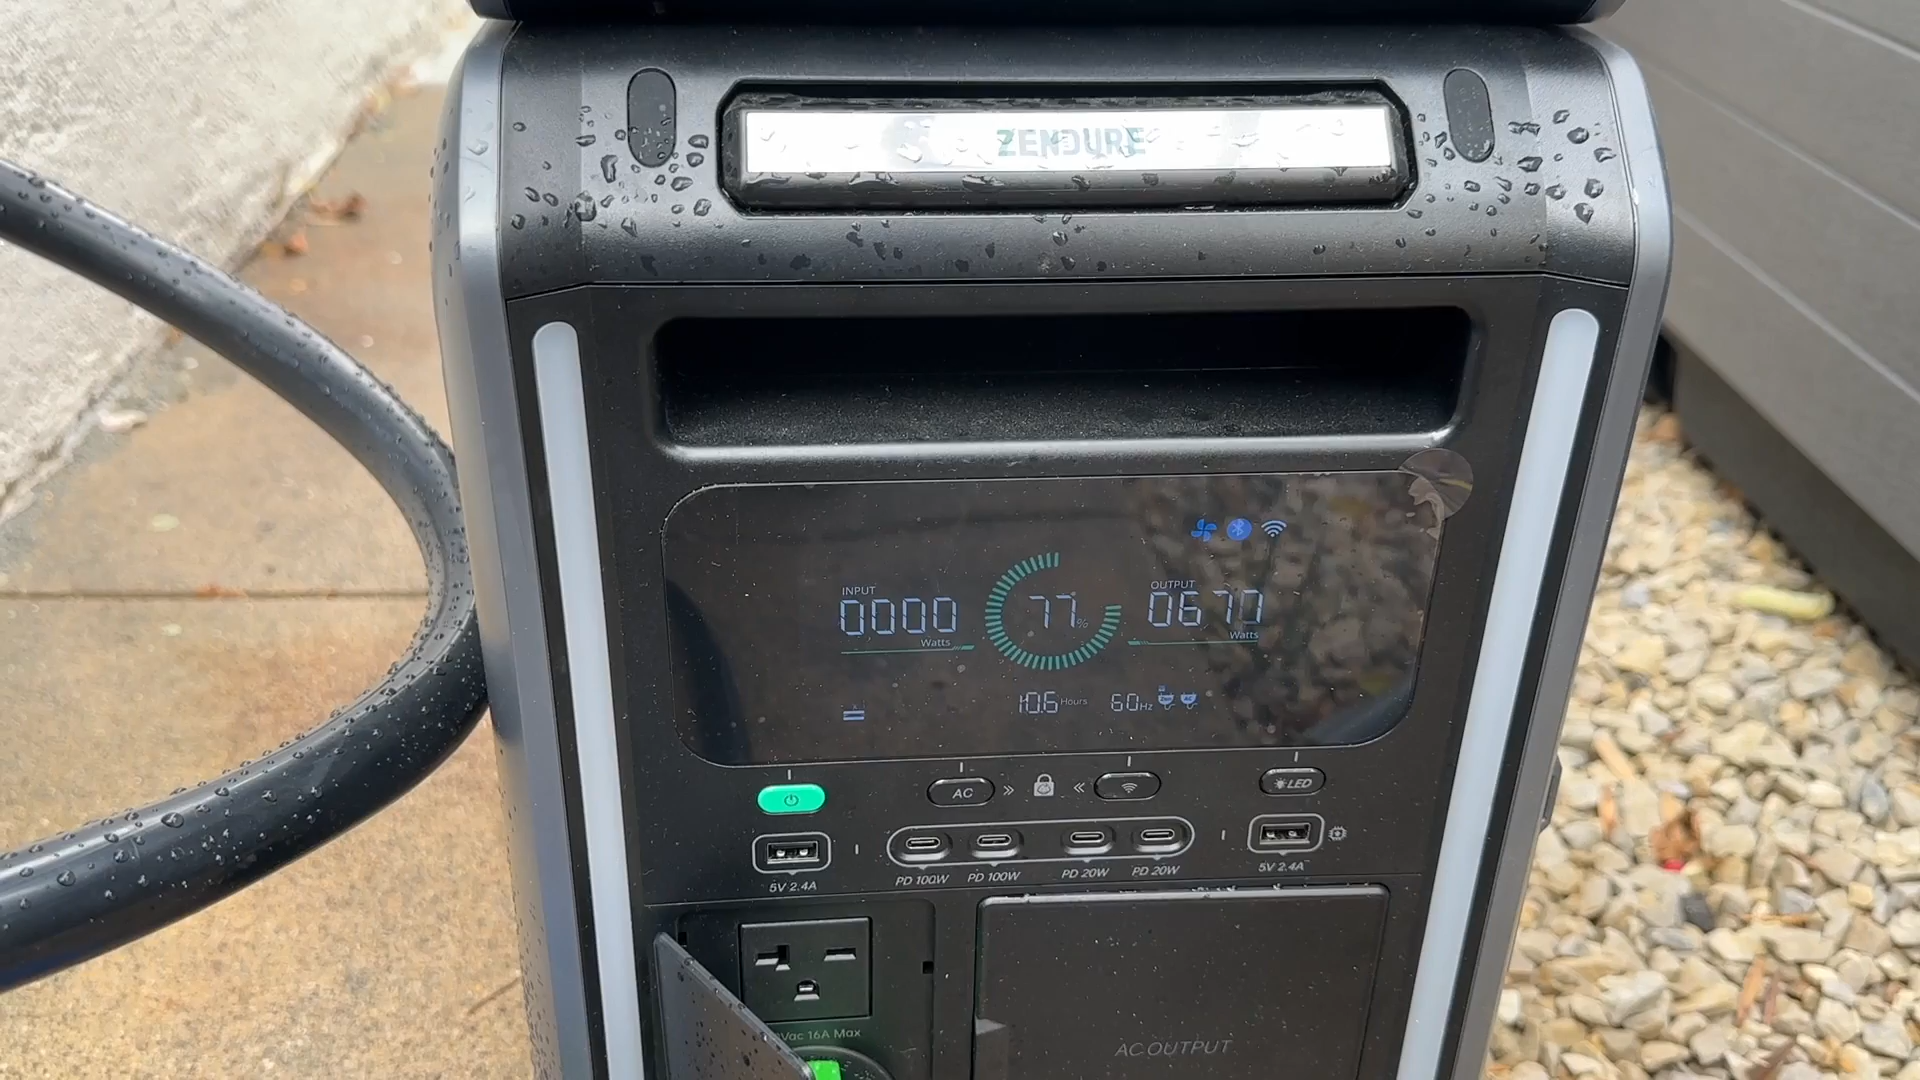 ZENDURE
INPUT
0000
Watts
77%
OUTPUT
0670
Watts
10.6 Hours
60Hz
AC
LED
5V 2.4A
PD 100W
PD 100W
PD 20W
PD 20W
5V 2.4A
Vac 16A Max
AC OUTPUT